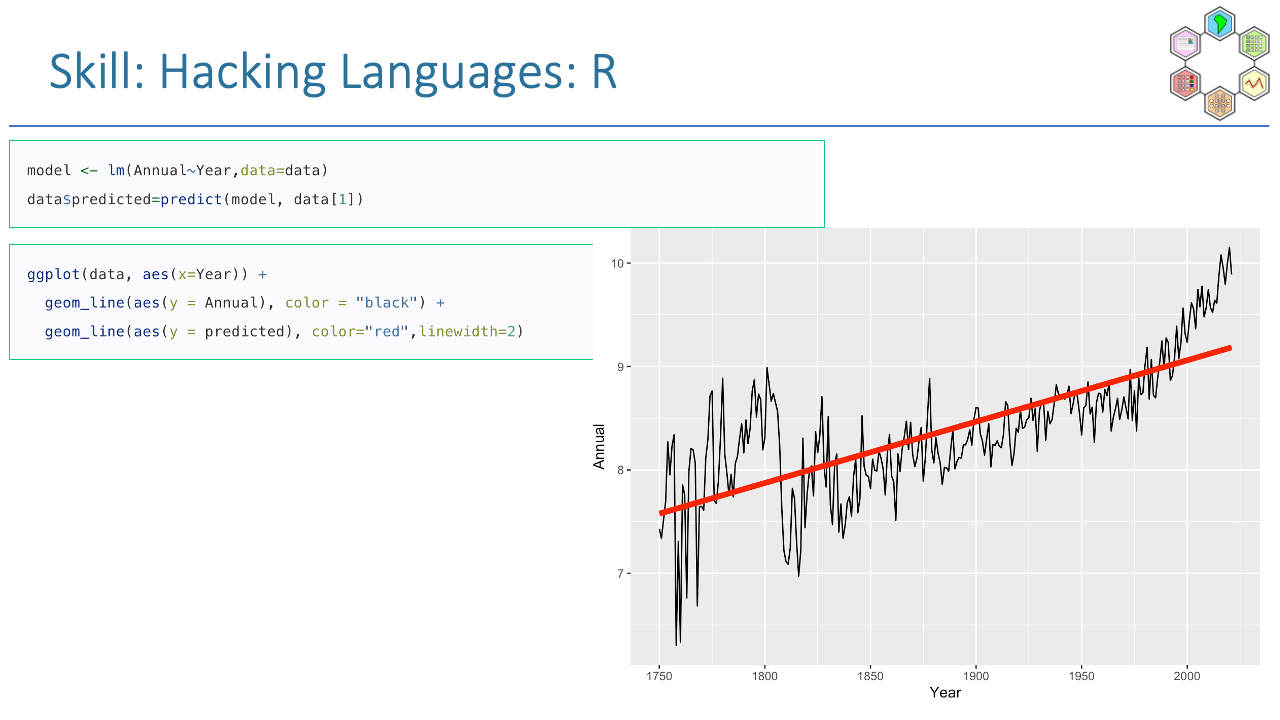 Skill: Hacking Languages: R
model <- lm(Annual~Year,data=data)
data$predicted=predict(model, data[1])
ggplot(data, aes(x=Year)) +
  geom_line(aes(y = Annual), color = "black") +
  geom_line(aes(y = predicted), color="red",linewidth=2)
10
9
8
7
Annual
1750 1800 1850 1900 1950 2000
Year